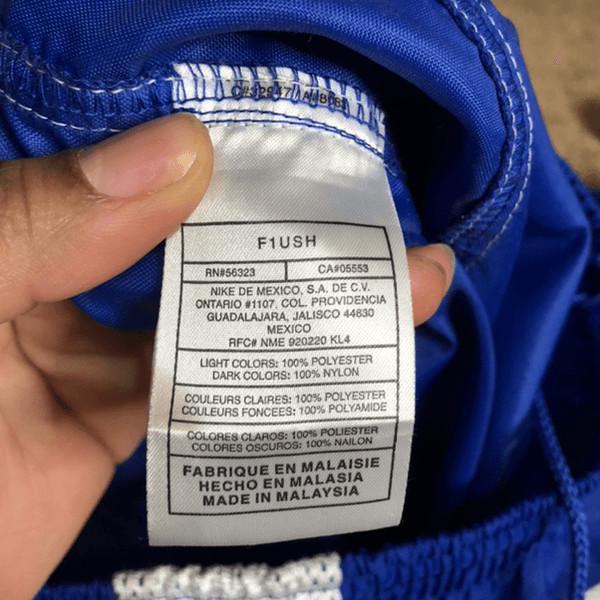 F1USH
RN#56323 CA#05553
NIKE DE MEXICO, S.A. DE C.V.
ONTARIO #1107, COL. PROVIDENCIA
GUADALAJARA, JALISCO 44630
MEXICO
RFC# NME 920220 KL4
LIGHT COLORS: 100% POLYESTER
DARK COLORS: 100% NYLON
COULEURS CLAIRES: 100% POLYESTER
COULEURS FONCEES: 100% POLYAMIDE
COLORES CLAROS: 100% POLIESTER
COLORES OSCUROS: 100% NAILON
FABRIQUE EN MALAISIE
HECHO EN MALASIA
MADE IN MALAYSIA